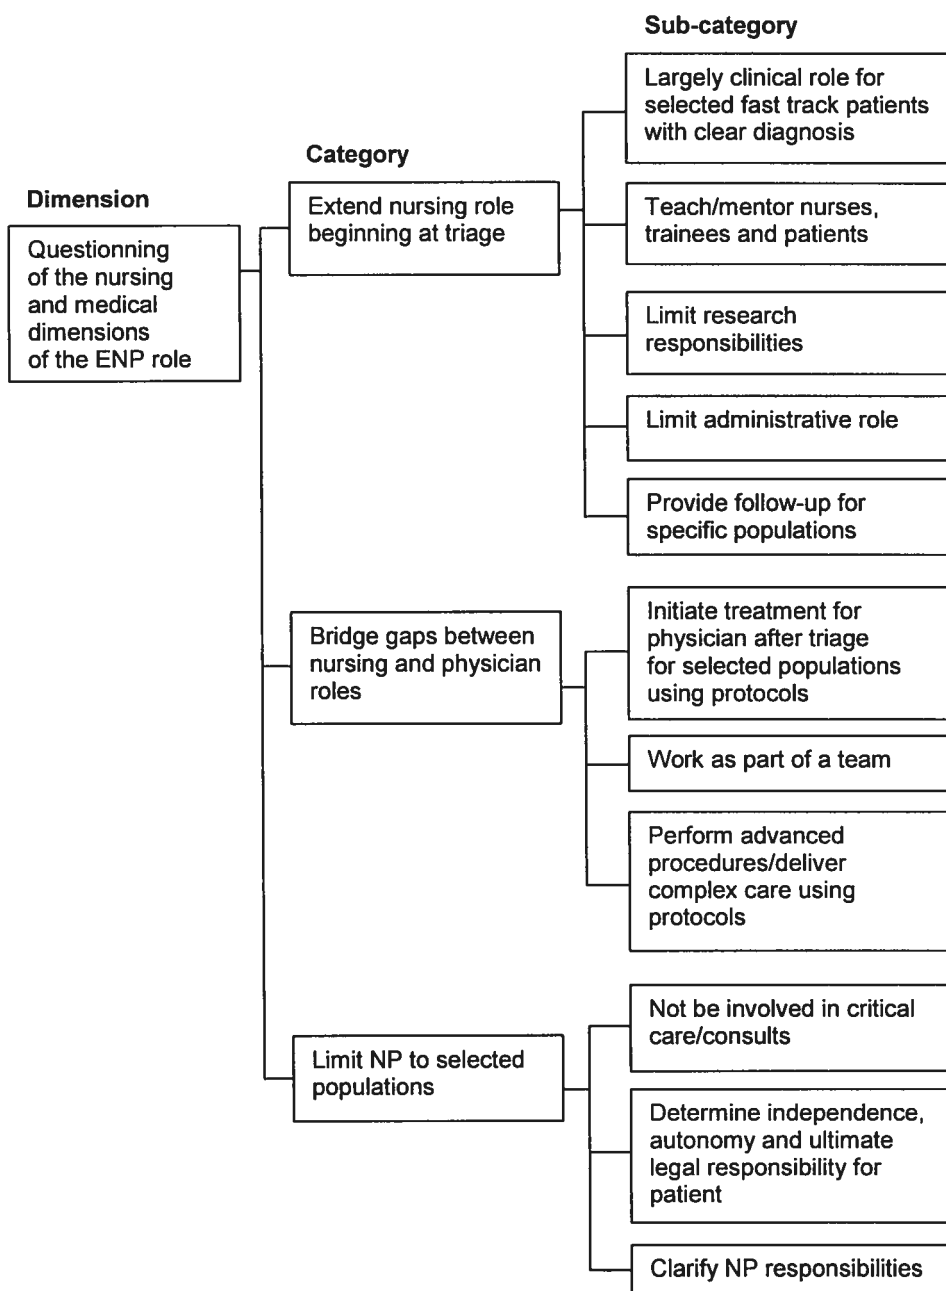 Sub-category
Largely clinical role for
selected fast track patients
with clear diagnosis
Category
Dimension
Extend nursing role
beginning at triage
Teach/mentor nurses,
trainees and patients
Questionning
of the nursing
and medical
dimensions
of the ENP role
Limit research
responsibilities
Limit administrative role
Provide follow-up for
specific populations
Bridge gaps between
nursing and physician
roles
Initiate treatment for
physician after triage
for selected populations
using protocols
Work as part of a team
Perform advanced
procedures/deliver
complex care using
protocols
Limit NP to selected
populations
Not be involved in critical
care/consults
Determine independence,
autonomy and ultimate
legal responsibility for
patient
Clarify NP responsibilities